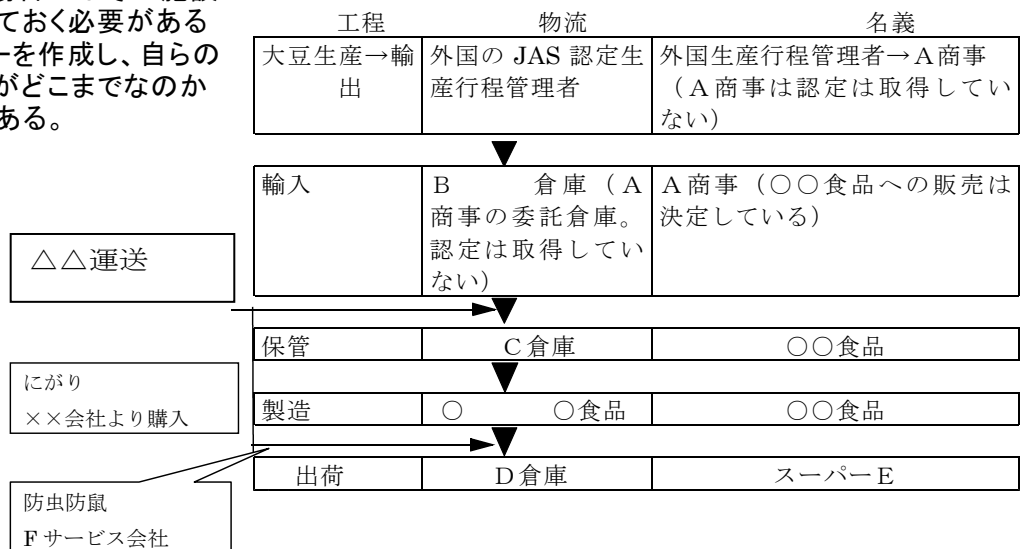 ておく必要がある
ーを作成し、自らの
がどこまでなのか
ある。
工程 物流 名義
大豆生産→輸出 外国の JAS 認定生産行程管理者 外国生産行程管理者→A商事（A商事は認定は取得していない）
輸入 B 倉庫（A商事の委託倉庫。認定は取得していない） A商事（○○食品への販売は決定している）
△△運送
保管 C倉庫 ○○食品
にがり
××会社より購入
製造 ○ ○食品 ○○食品
出荷 D倉庫 スーパーE
防虫防鼠
F サービス会社